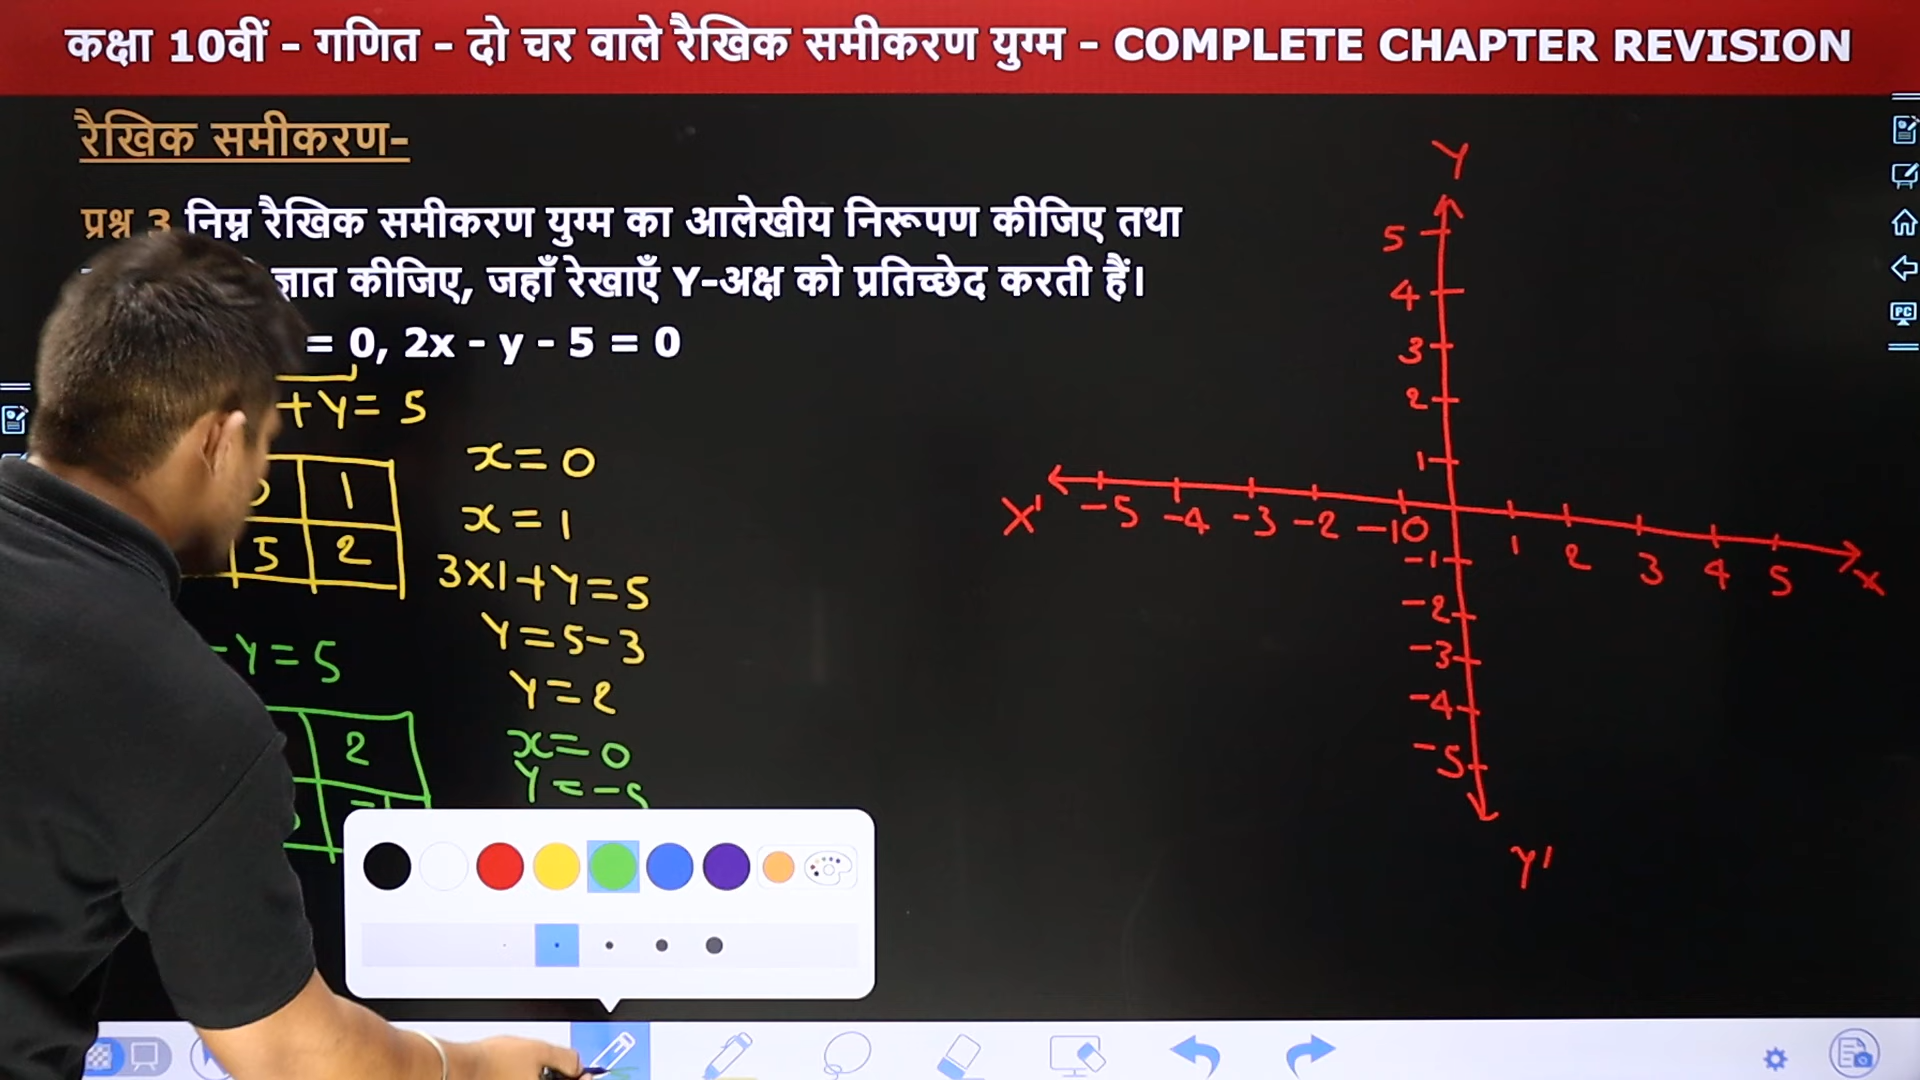 कक्षा 10वीं - गणित - दो चर वाले रैखिक समीकरण युग्म - COMPLETE CHAPTER REVISION
रैखिक समीकरण-
प्रश्न 3 निम्न रैखिक समीकरण युग्म का आलेखीय निरूपण कीजिए तथा
ज्ञात कीजिए, जहाँ रेखाएँ Y-अक्ष को प्रतिच्छेद करती हैं।
= 0, 2x - y - 5 = 0
+ y = 5
x = 0
1
x = 1
5 2
3x1 + y = 5
y = 5 - 3
- y = 5
y = 2
2
x = 0
y = -5
-1
Y
5
4
3
2
1
X' -5 -4 -3 -2 -1 0 1 2 3 4 5 x
-1
-2
-3
-4
-5
y'
PC